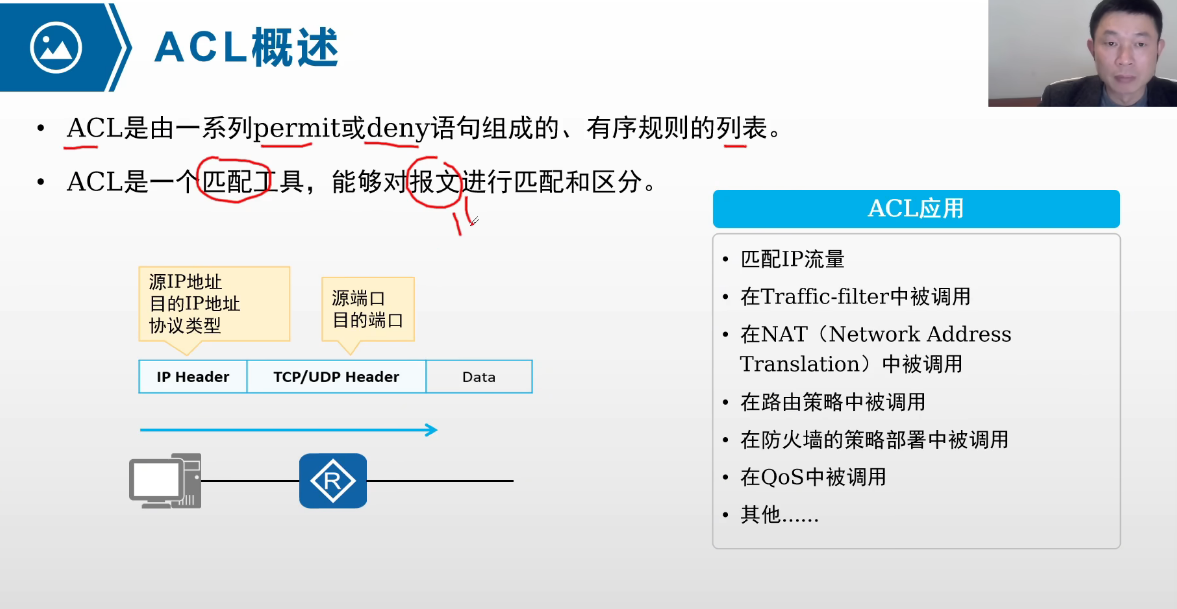 ACL概述
• ACL是由一系列permit或deny语句组成的、有序规则的列表。
• ACL是一个匹配工具，能够对报文进行匹配和区分。
源IP地址
目的IP地址
协议类型
源端口
目的端口
IP Header
TCP/UDP Header
Data
R
ACL应用
• 匹配IP流量
• 在Traffic-filter中被调用
• 在NAT（Network Address
Translation）中被调用
• 在路由策略中被调用
• 在防火墙的策略部署中被调用
• 在QoS中被调用
• 其他......